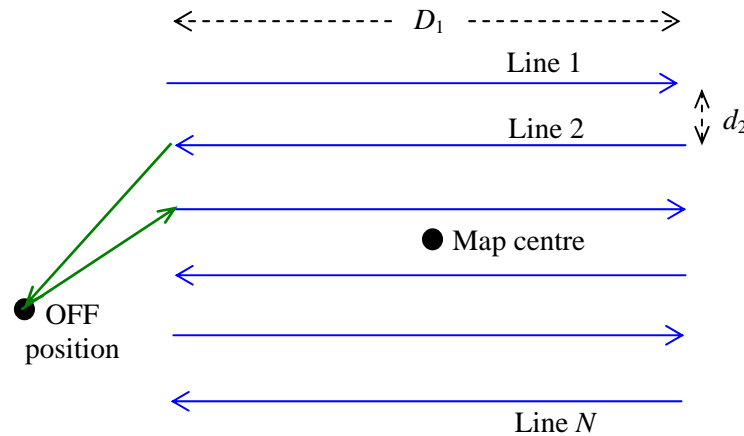 D₁
Line 1
d₂
Line 2
Map centre
OFF
position
Line N